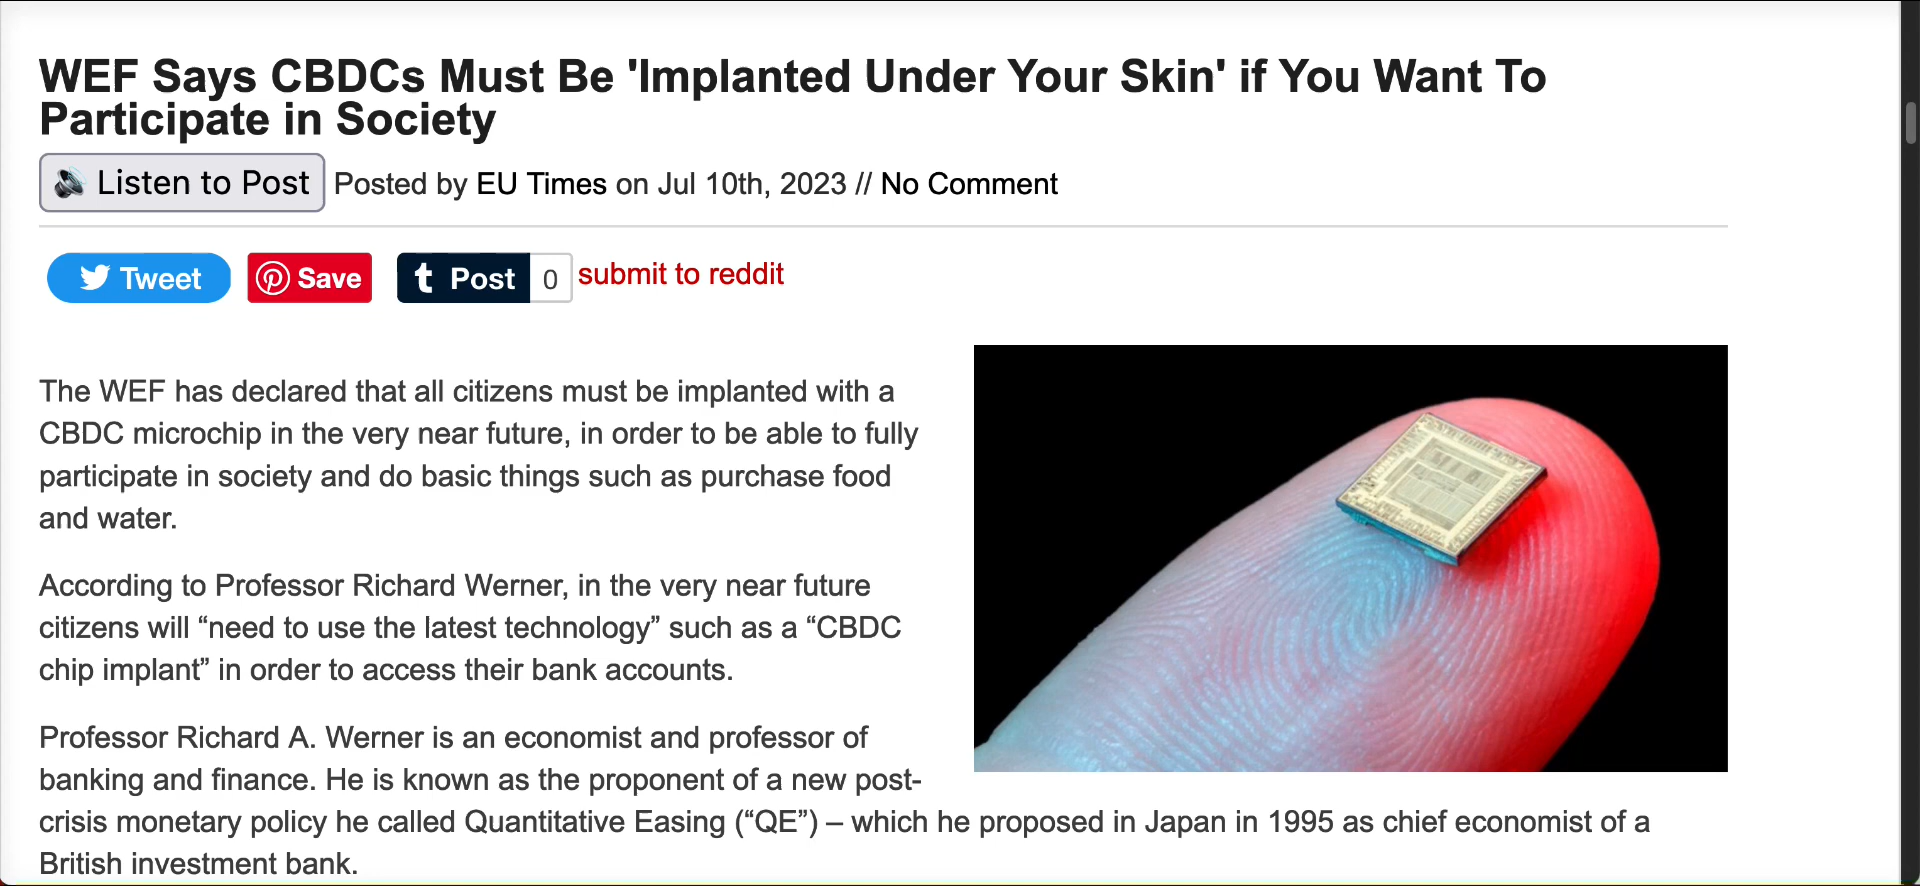 WEF Says CBDCs Must Be 'Implanted Under Your Skin' if You Want To
Participate in Society
Listen to Post Posted by EU Times on Jul 10th, 2023 // No Comment
Tweet Save Post 0 submit to reddit
The WEF has declared that all citizens must be implanted with a
CBDC microchip in the very near future, in order to be able to fully
participate in society and do basic things such as purchase food
and water.
According to Professor Richard Werner, in the very near future
citizens will “need to use the latest technology” such as a “CBDC
chip implant” in order to access their bank accounts.
Professor Richard A. Werner is an economist and professor of
banking and finance. He is known as the proponent of a new post-
crisis monetary policy he called Quantitative Easing (“QE”) – which he proposed in Japan in 1995 as chief economist of a
British investment bank.